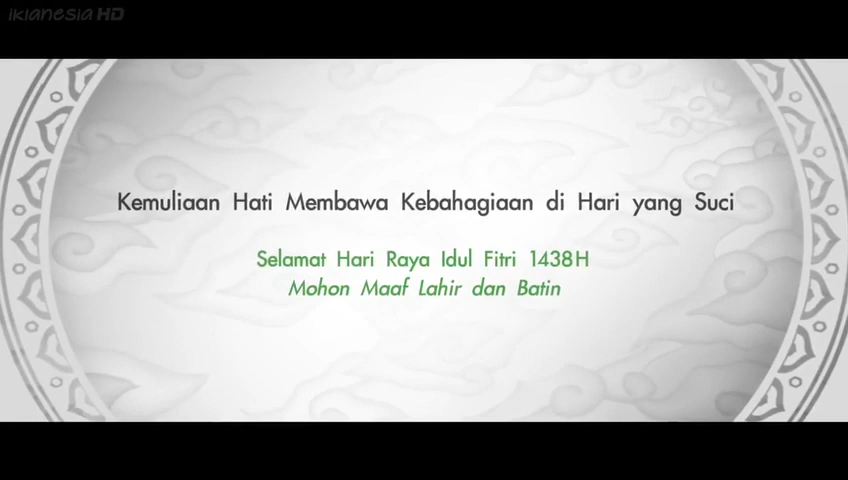 iklanesia HD
Kemuliaan Hati Membawa Kebahagiaan di Hari yang Suci
Selamat Hari Raya Idul Fitri 1438H
Mohon Maaf Lahir dan Batin